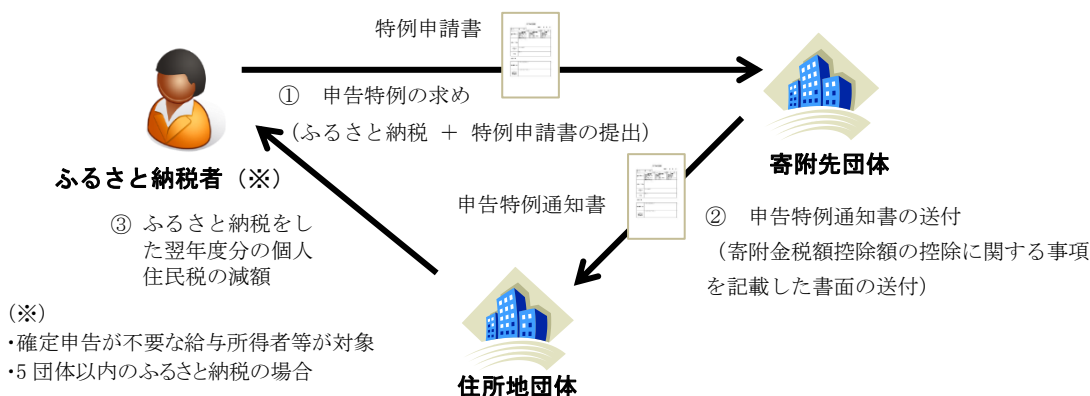 特例申請書
① 申告特例の求め
(ふるさと納税 + 特例申請書の提出)
ふるさと納税者(※)
寄附先団体
申告特例通知書
② 申告特例通知書の送付
(寄附金税額控除額の控除に関する事項
を記載した書面の送付)
③ ふるさと納税をし
た翌年度分の個人
住民税の減額
(※)
・確定申告が不要な給与所得者等が対象
・5 団体以内のふるさと納税の場合
住所地団体